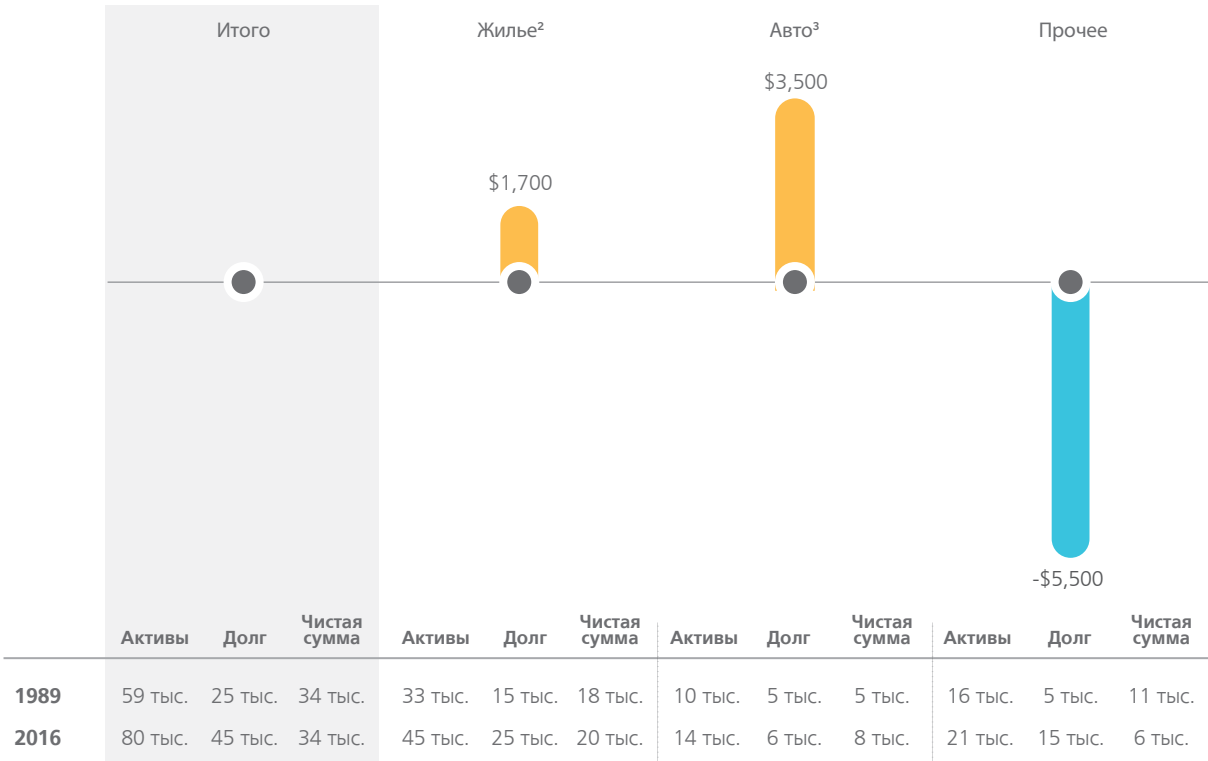 Итого Жилье² Авто³ Прочее
$3,500
$1,700
-$5,500
Активы Долг Чистая сумма Активы Долг Чистая сумма Активы Долг Чистая сумма Активы Долг Чистая сумма
1989 59 тыс. 25 тыс. 34 тыс. 33 тыс. 15 тыс. 18 тыс. 10 тыс. 5 тыс. 5 тыс. 16 тыс. 5 тыс. 11 тыс.
2016 80 тыс. 45 тыс. 34 тыс. 45 тыс. 25 тыс. 20 тыс. 14 тыс. 6 тыс. 8 тыс. 21 тыс. 15 тыс. 6 тыс.